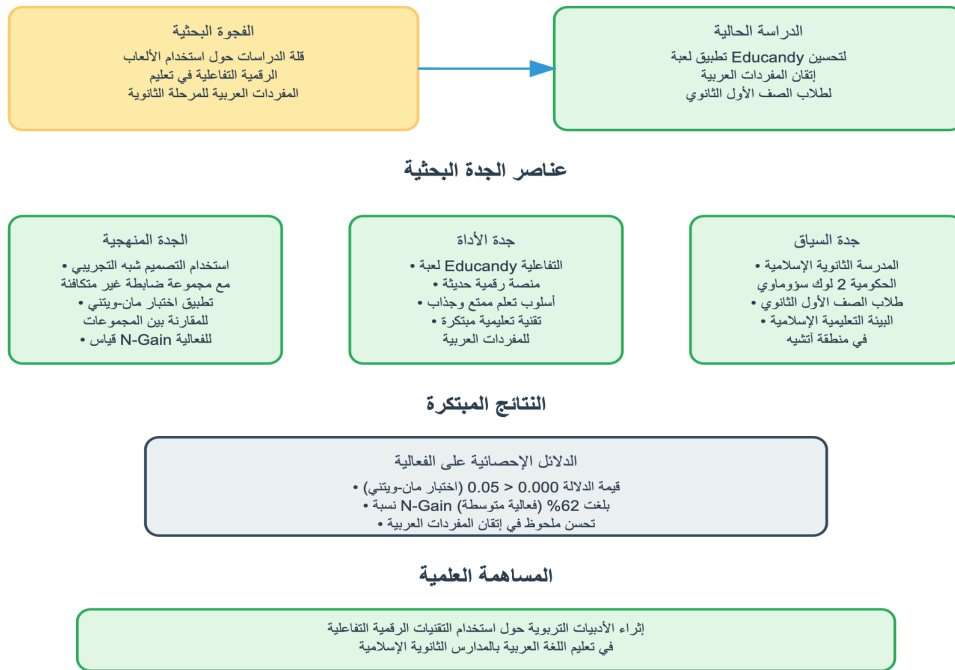 الدراسة الحالية
لتحسين Educandy تطبيق لعبة
إتقان المفردات العربية
لطلاب الصف الأول الثانوي
الفجوة البحثية
قلة الدراسات حول استخدام الألعاب
الرقمية التفاعلية في تعليم
المفردات العربية للمرحلة الثانوية
عناصر الجدة البحثية
جدة السياق
المدرسة الثانوية الإسلامية •
الحكومية 2 لوك سؤوماوي
طلاب الصف الأول الثانوي •
البيئة التعليمية الإسلامية •
في منطقة آتشيه
جدة الأداة
التفاعلية Educandy لعبة •
منصة رقمية حديثة •
أسلوب تعلم ممتع وجذاب •
تقنية تعليمية مبتكرة •
للمفردات العربية
الجدة المنهجية
استخدام التصميم شبه التجريبي •
مع مجموعة ضابطة غير متكافئة
تطبيق اختبار مان-ويتني •
للمقارنة بين المجموعات
للفعالية N-Gain قياس •
النتائج المبتكرة
الدلائل الإحصائية على الفعالية
قيمة الدلالة 0.000 < 0.05 (اختبار مان-ويتني) •
بلغت 62% (فعالية متوسطة) N-Gain نسبة •
تحسن ملحوظ في إتقان المفردات العربية •
المساهمة العلمية
إثراء الأدبيات التربوية حول استخدام التقنيات الرقمية التفاعلية
في تعليم اللغة العربية بالمدارس الثانوية الإسلامية